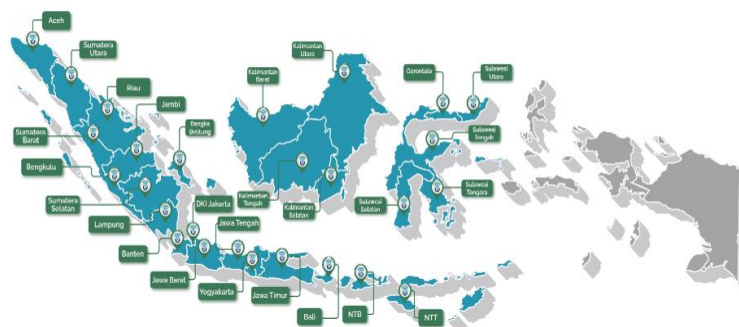 Aceh
Sumatera
Utara
Riau
Jambi
Bangka
Belitung
Sumatera
Barat
Bengkulu
Sumatera
Selatan
Lampung
Banten
DKI Jakarta
Jawa Tengah
Jawa Barat
Yogyakarta
Jawa Timur
Bali
NTB
NTT
Kalimantan
Barat
Kalimantan
Utara
Kalimantan
Tengah
Kalimantan
Selatan
Gorontalo
Sulawesi
Utara
Sulawesi
Tengah
Sulawesi
Selatan
Sulawesi
Tengara